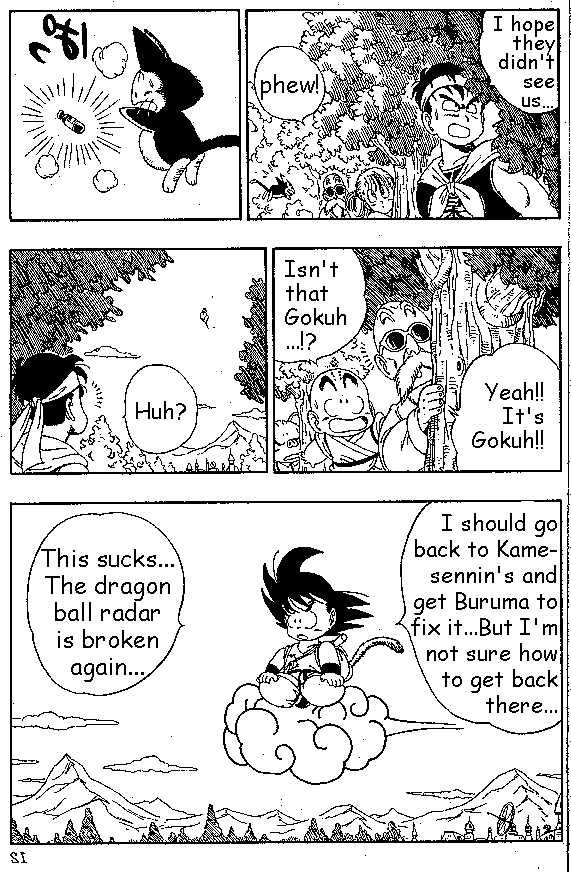 phew!
I hope
they
didn't
see
us...
Huh?
Isn't
that
Gokuh
...!?
Yeah!!
It's
Gokuh!!
This sucks...
The dragon
ball radar
is broken
again...
I should go
back to Kame-
sennin's and
get Buruma to
fix it...But I'm
not sure how
to get back
there...
12